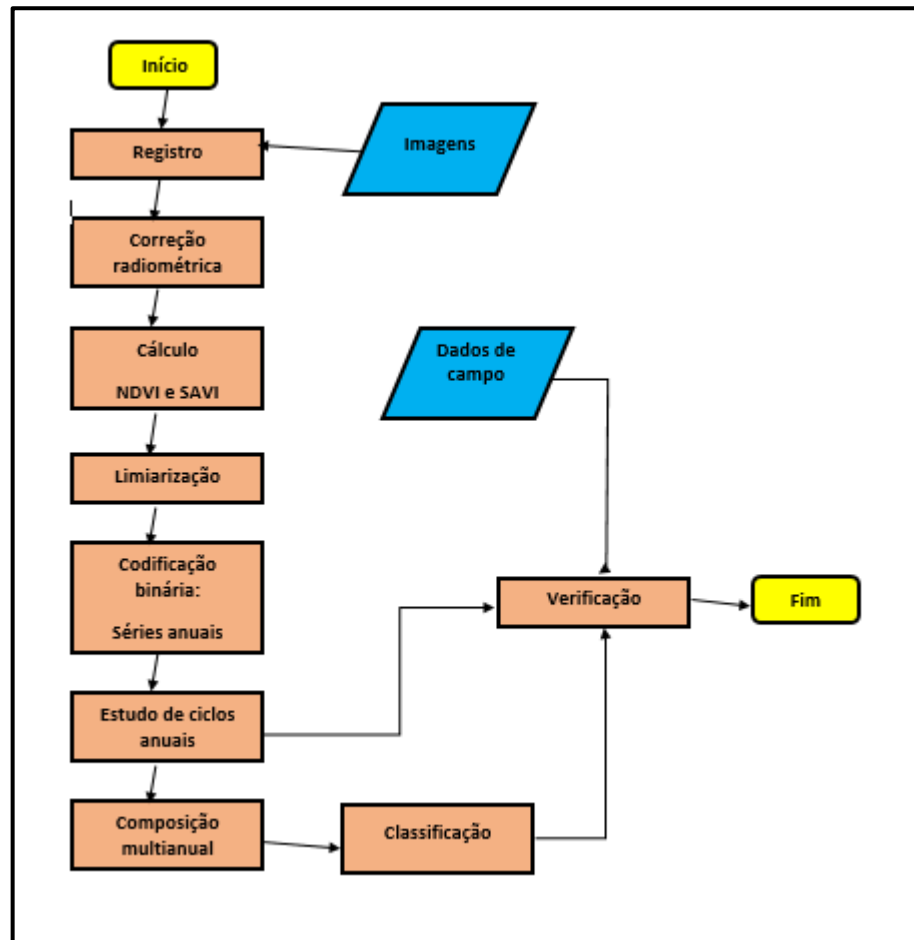 Início
Imagens
Registro
Correção
radiométrica
Cálculo
NDVI e SAVI
Dados de
campo
Limiarização
Codificação
binária:
Séries anuais
Verificação
Fim
Estudo de ciclos
anuais
Composição
multianual
Classificação